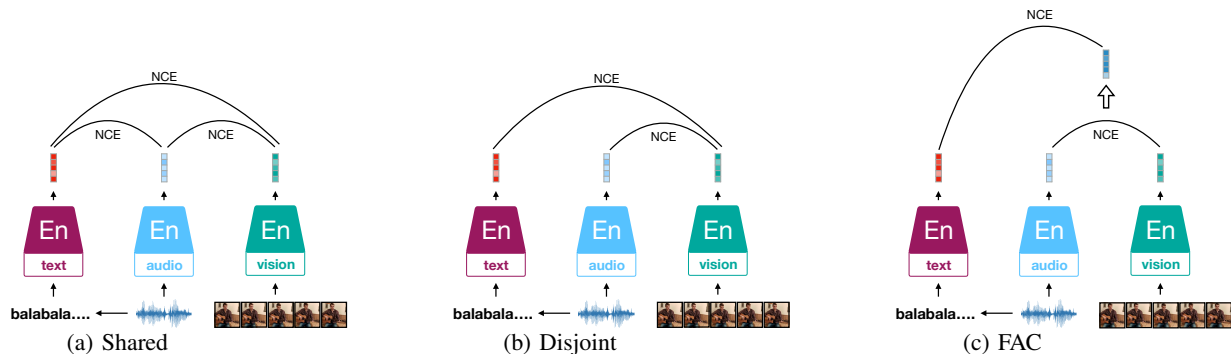 NCE
NCE
NCE
En
En
En
text
audio
vision
balabala....
(a) Shared
NCE
NCE
En
En
En
text
audio
vision
balabala....
(b) Disjoint
NCE
NCE
En
En
En
text
audio
vision
balabala....
(c) FAC